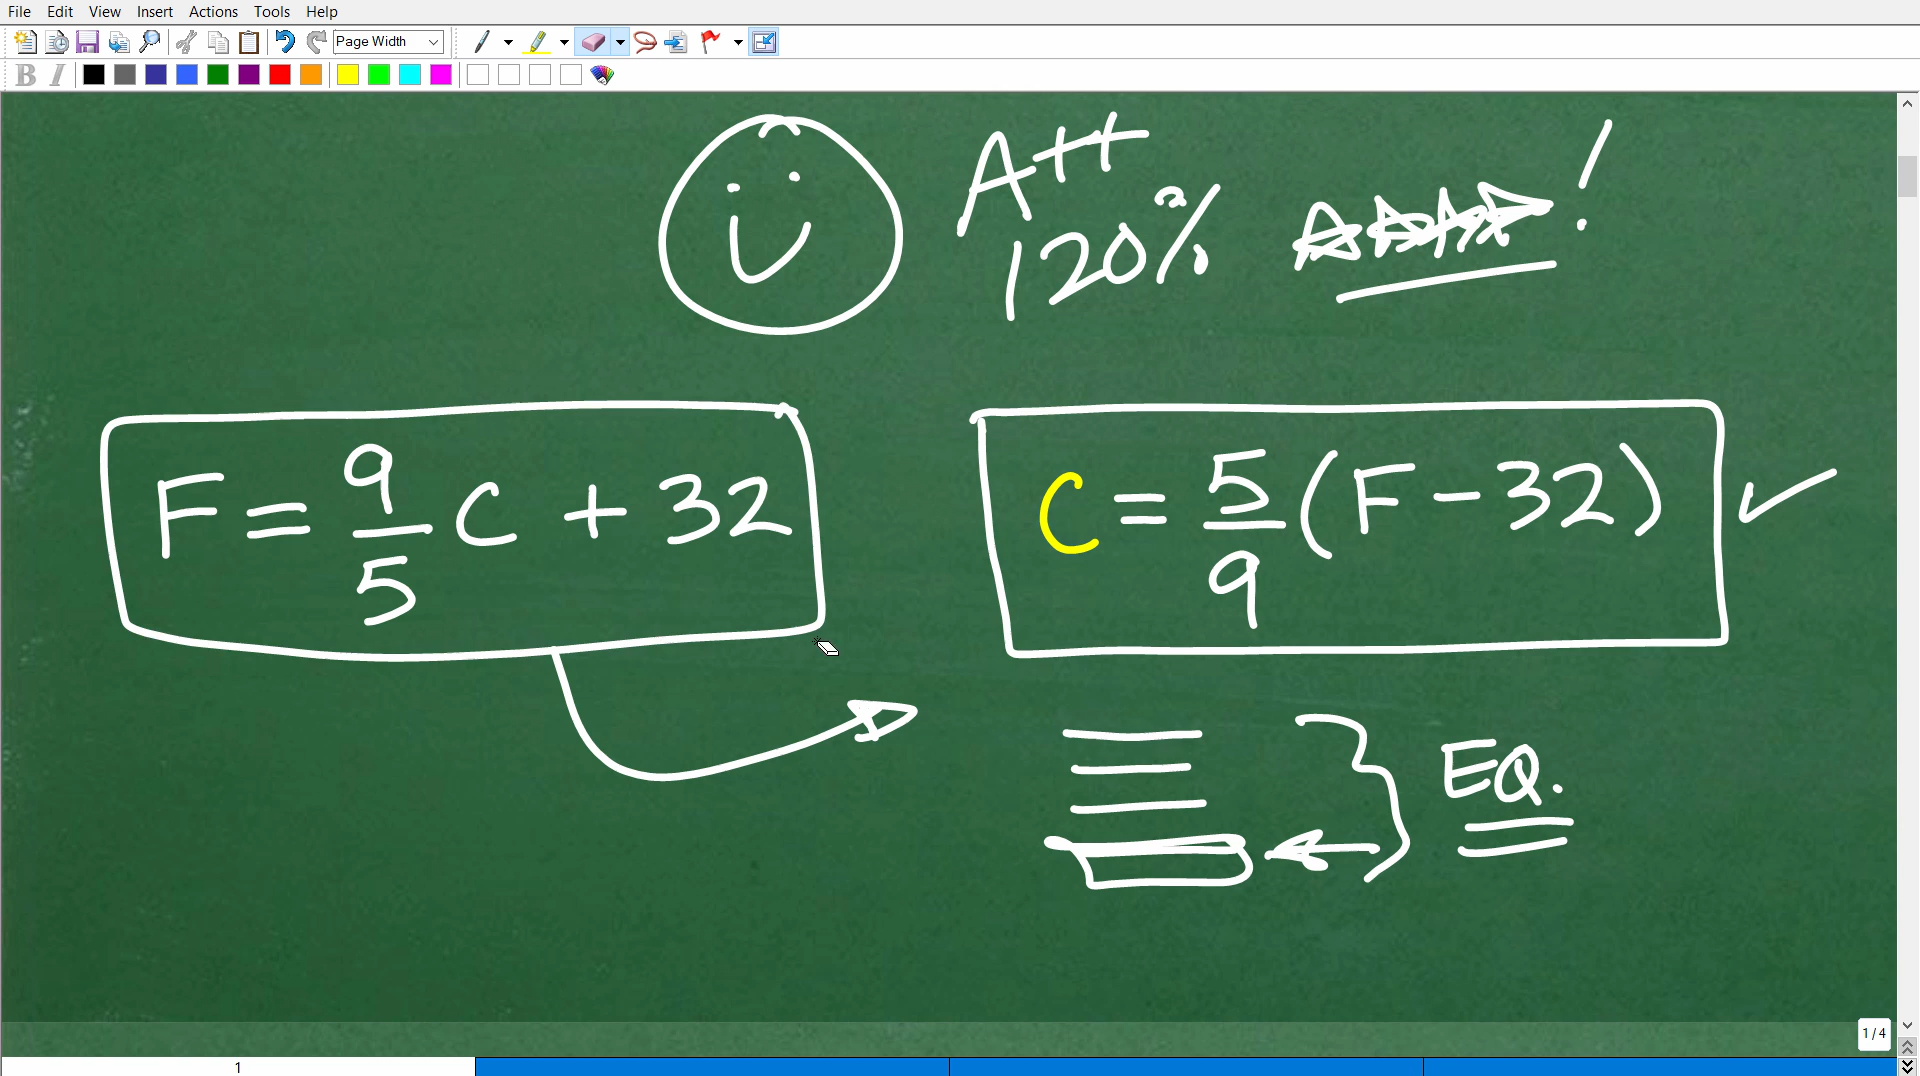 File Edit View Insert Actions Tools Help
Page Width
B I
A++
120%
!
F = 9/5 C + 32
C = 5/9 (F - 32)
EQ.
1 / 4
1